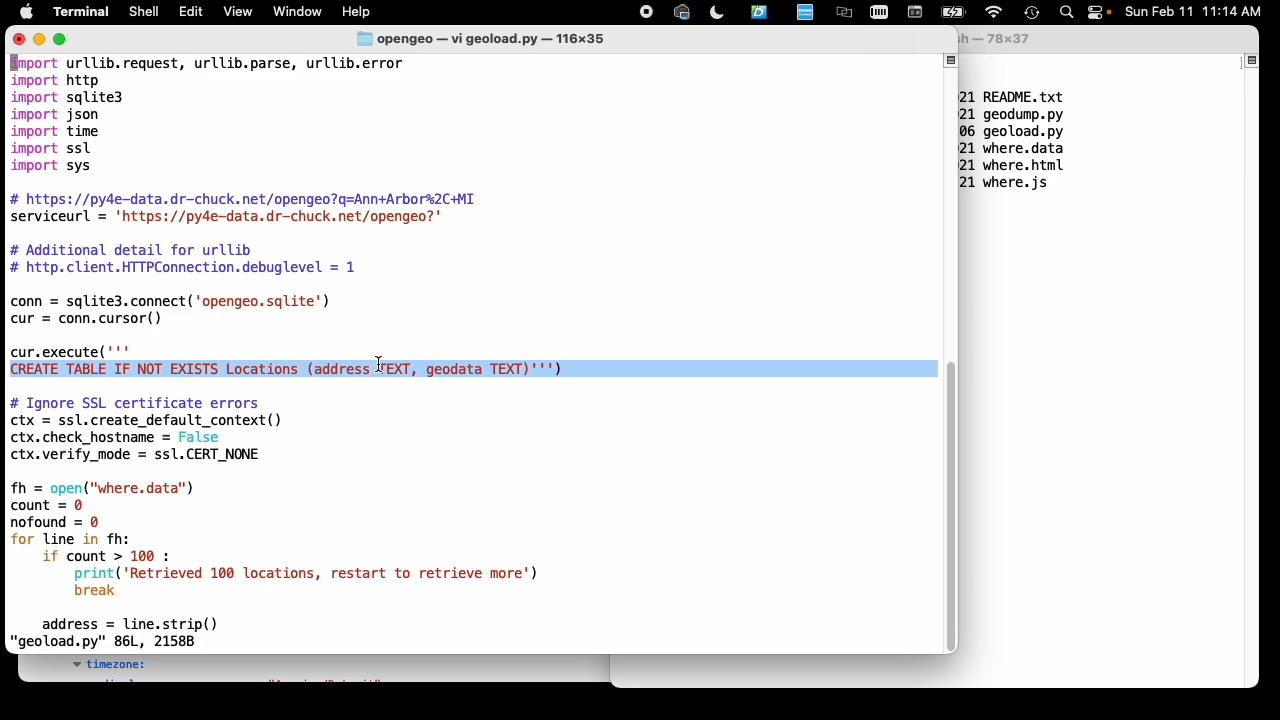 Terminal Shell Edit View Window Help Sun Feb 11 11:14 AM
opengeo — vi geoload.py — 116×35
sh — 78×37
import urllib.request, urllib.parse, urllib.error
import http
import sqlite3
import json
import time
import ssl
import sys
# https://py4e-data.dr-chuck.net/opengeo?q=Ann+Arbor%2C+MI
serviceurl = 'https://py4e-data.dr-chuck.net/opengeo?'
# Additional detail for urllib
# http.client.HTTPConnection.debuglevel = 1
conn = sqlite3.connect('opengeo.sqlite')
cur = conn.cursor()
cur.execute('''
CREATE TABLE IF NOT EXISTS Locations (address TEXT, geodata TEXT)''')
# Ignore SSL certificate errors
ctx = ssl.create_default_context()
ctx.check_hostname = False
ctx.verify_mode = ssl.CERT_NONE
fh = open("where.data")
count = 0
nofound = 0
for line in fh:
    if count > 100 :
        print('Retrieved 100 locations, restart to retrieve more')
        break
    address = line.strip()
"geoload.py" 86L, 2158B
]
21 README.txt
21 geodump.py
06 geoload.py
21 where.data
21 where.html
21 where.js
timezone: